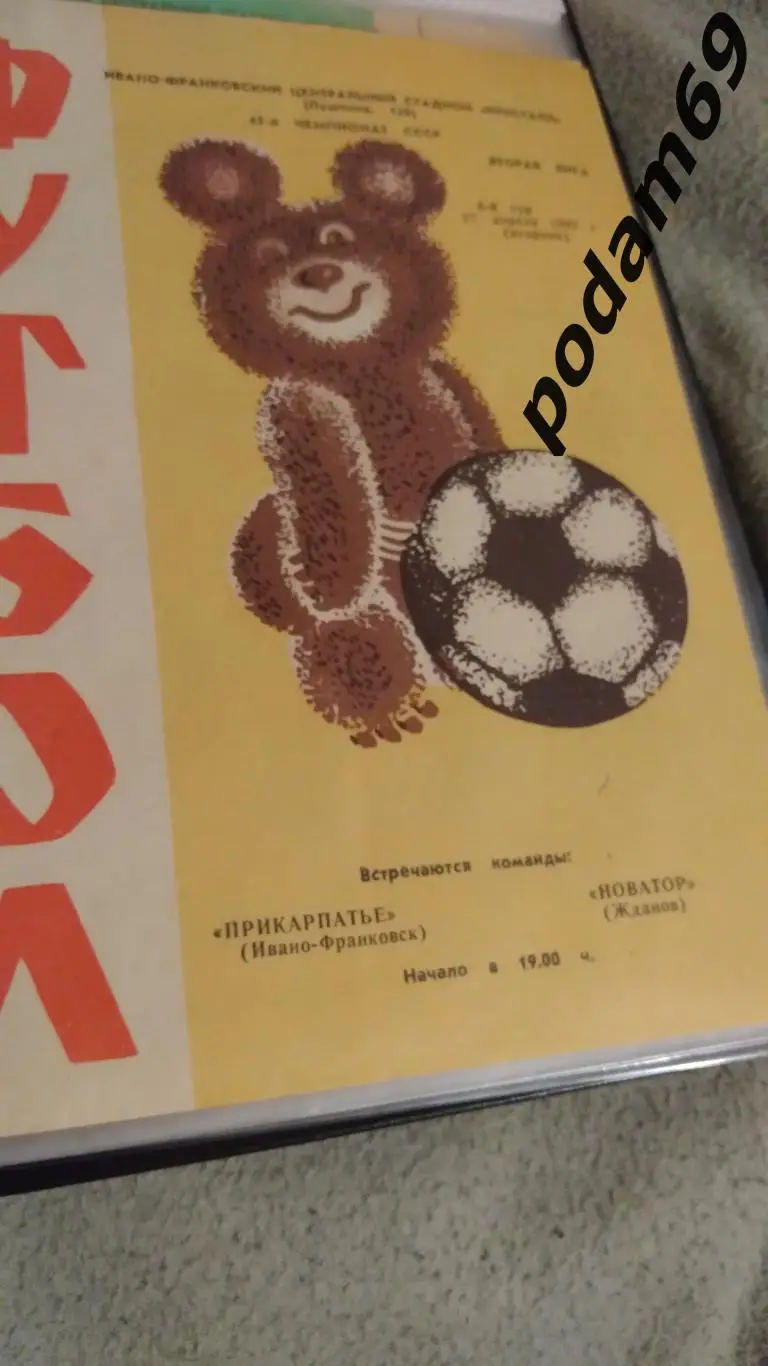 ФУТБОЛ
ИВАНО-ФРАНКОВСКИЙ ЦЕНТРАЛЬНЫЙ СТАДИОН
45-й ЧЕМПИОНАТ СССР
ВТОРАЯ ЛИГА
podam69
Встречаются команды:
«ПРИКАРПАТЬЕ»
(Ивано-Франковск)
«НОВАТОР»
(Жданов)
Начало в 19.00 ч.